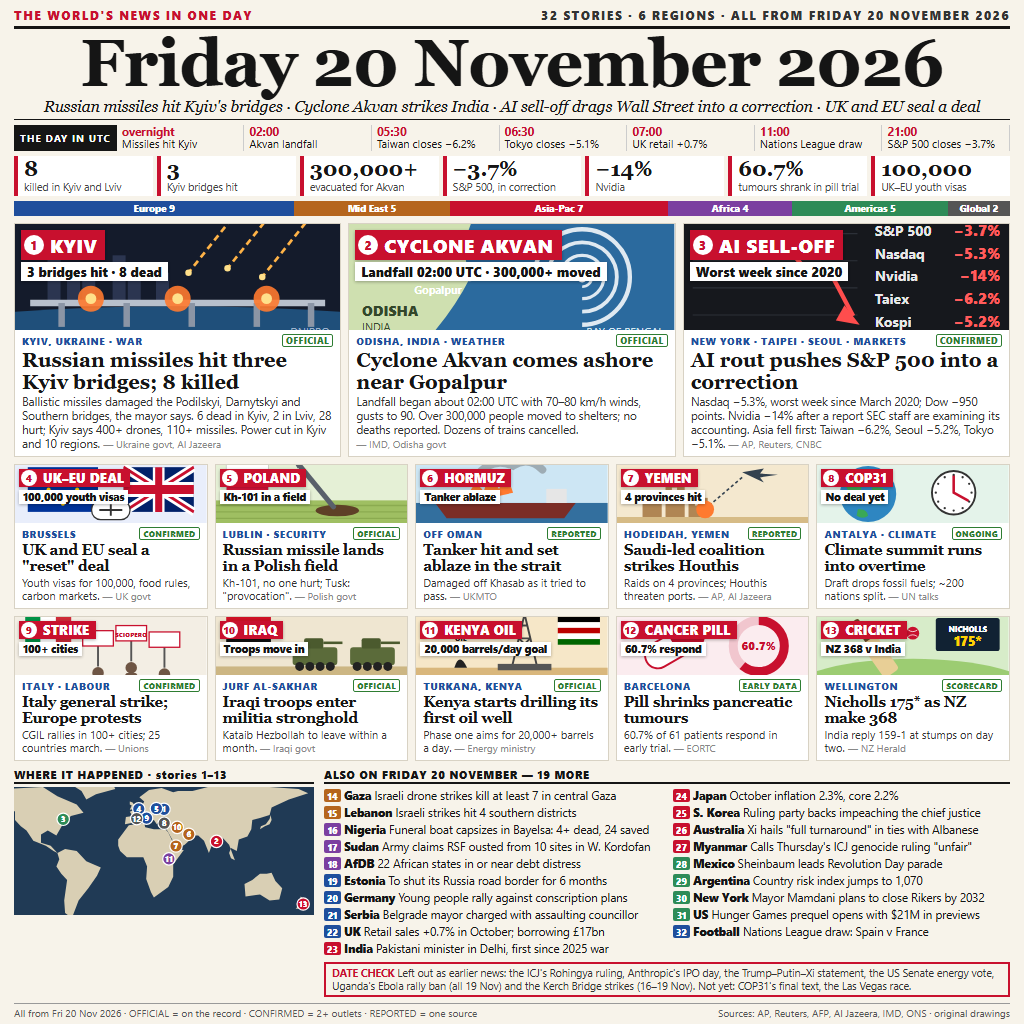 THE WORLD'S NEWS IN ONE DAY
32 STORIES · 6 REGIONS · ALL FROM FRIDAY 20 NOVEMBER 2026
Friday 20 November 2026
Russian missiles hit Kyiv's bridges · Cyclone Akvan strikes India · AI sell-off drags Wall Street into a correction · UK and EU seal a deal
THE DAY IN UTC
overnight
Missiles hit Kyiv
02:00
Akvan landfall
05:30
Taiwan closes −6.2%
06:30
Tokyo closes −5.1%
07:00
UK retail +0.7%
11:00
Nations League draw
21:00
S&P 500 closes −3.7%
8
killed in Kyiv and Lviv
3
Kyiv bridges hit
300,000+
evacuated for Akvan
−3.7%
S&P 500, in correction
−14%
Nvidia
60.7%
tumours shrank in pill trial
100,000
UK–EU youth visas
Europe 9
Mid East 5
Asia-Pac 7
Africa 4
Americas 5
Global 2
1 KYIV
3 bridges hit · 8 dead
KYIV, UKRAINE · WAR
OFFICIAL
Russian missiles hit three
Kyiv bridges; 8 killed
Ballistic missiles damaged the Podilskyi, Darnytskyi and
Southern bridges, the mayor says. 6 dead in Kyiv, 2 in Lviv, 28
hurt; Kyiv says 400+ drones, 110+ missiles. Power cut in Kyiv
and 10 regions. — Ukraine govt, Al Jazeera
2 CYCLONE AKVAN
Landfall 02:00 UTC · 300,000+ moved
Gopalpur
ODISHA
INDIA
BAY OF BENGAL
ODISHA, INDIA · WEATHER
OFFICIAL
Cyclone Akvan comes ashore
near Gopalpur
Landfall began about 02:00 UTC with 70–80 km/h winds,
gusts to 90. Over 300,000 people moved to shelters; no
deaths reported. Dozens of trains cancelled.
— IMD, Odisha govt
3 AI SELL-OFF
Worst week since 2020
S&P 500 −3.7%
Nasdaq −5.3%
Nvidia −14%
Taiex −6.2%
Kospi −5.2%
NEW YORK · TAIPEI · SEOUL · MARKETS
CONFIRMED
AI rout pushes S&P 500 into a
correction
Nasdaq −5.3%, worst week since March 2020; Dow −950
points. Nvidia −14% after a report SEC staff are examining its
accounts. Asia fell first: Taiwan −6.2%, Seoul −5.2%, Tokyo
−5.1%. — AP, Reuters, CNBC
4 UK–EU DEAL
100,000 youth visas
BRUSSELS
CONFIRMED
UK and EU seal a
"reset" deal
Youth visas for 100,000, food rules,
carbon markets. — UK govt
5 POLAND
Kh-101 in a field
LUBLIN · SECURITY
OFFICIAL
Russian missile lands
in a Polish field
Kh-101, no one hurt; Tusk:
"provocation". — Polish govt
6 HORMUZ
Tanker ablaze
OFF OMAN
REPORTED
Tanker hit and set
ablaze in the strait
Damaged off Khasab as it tried to
pass. — UKMTO
7 YEMEN
4 provinces hit
HODEIDAH, YEMEN
REPORTED
Saudi-led coalition
strikes Houthis
Raids on 4 provinces; Houthis
threaten ports. — AP, Al Jazeera
8 COP31
No deal yet
ANTALYA · CLIMATE
ONGOING
Climate summit runs
into overtime
Draft drops fossil fuels; ~200
nations split. — UN talks
9 STRIKE
100+ cities
SCIOPERO
ITALY · LABOUR
CONFIRMED
Italy general strike;
Europe protests
CGIL rallies in 100+ cities; 25
countries march. — Unions
10 IRAQ
Troops move in
JURF AL-SAKHAR
OFFICIAL
Iraqi troops enter
militia stronghold
Kataib Hezbollah to leave within a
month. — Iraqi govt
11 KENYA OIL
20,000 barrels/day goal
TURKANA, KENYA
OFFICIAL
Kenya starts drilling its
first oil well
Phase one aims for 20,000+ barrels
a day. — Energy ministry
12 CANCER PILL
60.7% respond
60.7%
BARCELONA
EARLY DATA
Pill shrinks pancreatic
tumours
60.7% of 61 patients respond in
early trial. — EORTC
13 CRICKET
NZ 368 v India
NICHOLLS
175*
WELLINGTON
SCORECARD
Nicholls 175* as NZ
make 368
India reply 159-1 at stumps on day
two. — NZ Herald
WHERE IT HAPPENED · stories 1–13
3
4
5
1
12
9
8
10
6
7
11
2
13
ALSO ON FRIDAY 20 NOVEMBER — 19 MORE
14 Gaza Israeli drone strikes kill at least 7 in central Gaza
15 Lebanon Israeli strikes hit 4 southern districts
16 Nigeria Funeral boat capsizes in Bayelsa: 4+ dead, 24 saved
17 Sudan Army claims RSF ousted from 10 sites in W. Kordofan
18 AfDB 22 African states in or near debt distress
19 Estonia To shut its Russia road border for 6 months
20 Germany Young people rally against conscription plans
21 Serbia Belgrade mayor charged with assaulting councillor
22 UK Retail sales +0.7% in October; borrowing £17bn
23 India Pakistani minister in Delhi, first since 2025 war
24 Japan October inflation 2.3%, core 2.2%
25 S. Korea Ruling party backs impeaching the chief justice
26 Australia Xi hails "full turnaround" in ties with Albanese
27 Myanmar Calls Thursday's ICJ genocide ruling "unfair"
28 Mexico Sheinbaum leads Revolution Day parade
29 Argentina Country risk index jumps to 1,070
30 New York Mayor Mamdani plans to close Rikers by 2032
31 US Hunger Games prequel opens with $21M in previews
32 Football Nations League draw: Spain v France
DATE CHECK Left out as earlier news: the ICJ's Rohingya ruling, Anthropic's IPO day, the Trump–Putin–Xi statement, the US Senate energy vote,
Uganda's Ebola rally ban (all 19 Nov) and the Kerch Bridge strikes (16–19 Nov). Not yet: COP31's final text, the Las Vegas race.
All from Fri 20 Nov 2026 · OFFICIAL = on the record · CONFIRMED = 2+ outlets · REPORTED = one source
Sources: AP, Reuters, AFP, Al Jazeera, IMD, ONS · original drawings